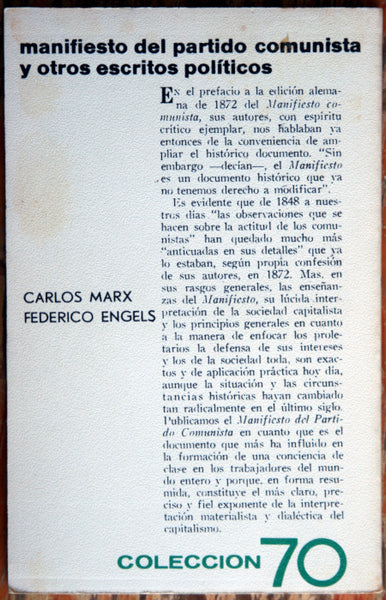 manifiesto del partido comunista
y otros escritos políticos
EN el prefacio a la edición alema-
na de 1872 del Manifiesto co-
munista, sus autores, con espíritu
crítico ejemplar, nos hablaban ya
entonces de la conveniencia de am-
pliar el histórico documento. "Sin
embargo —decían—, el Manifiesto
es un documento histórico que ya
no tenemos derecho a modificar".
Es evidente que de 1848 a nues-
tros días "las observaciones que se
hacen sobre la actitud de los comu-
nistas" han quedado mucho más
"anticuadas en sus detalles" que ya
lo estaban, según propia confesión
de sus autores, en 1872. Mas, en
sus rasgos generales, las enseñan-
zas del Manifiesto, su lúcida inter-
pretación de la sociedad capitalista
y los principios generales en cuanto
a la manera de enfocar los prole-
tarios la defensa de sus intereses
y los de la sociedad toda, son exac-
tos y de aplicación práctica hoy día,
aunque la situación y las circuns-
tancias históricas hayan cambiado
tan radicalmente en el último siglo.
Publicamos el Manifiesto del Parti-
do Comunista en cuanto que es el
documento que más ha influido en
la formación de una conciencia de
clase en los trabajadores del mun-
do entero y porque, en forma resu-
mida, constituye el más claro, preci-
so y fiel exponente de la interpre-
tación materialista y dialéctica del
capitalismo.
CARLOS MARX
FEDERICO ENGELS
COLECCION 70